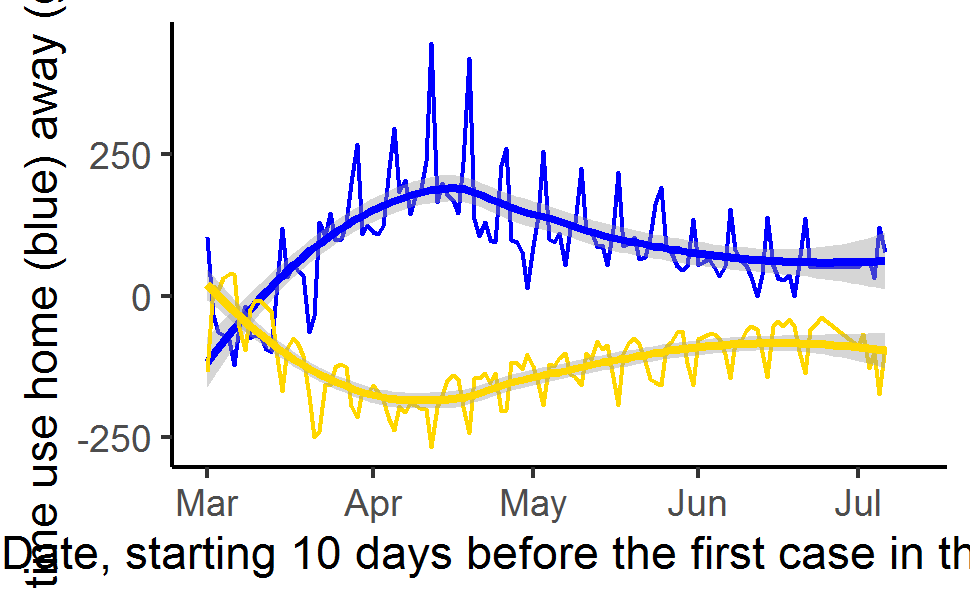 time use home (blue) away (
250
0
-250
Mar Apr May Jun Jul
Date, starting 10 days before the first case in th